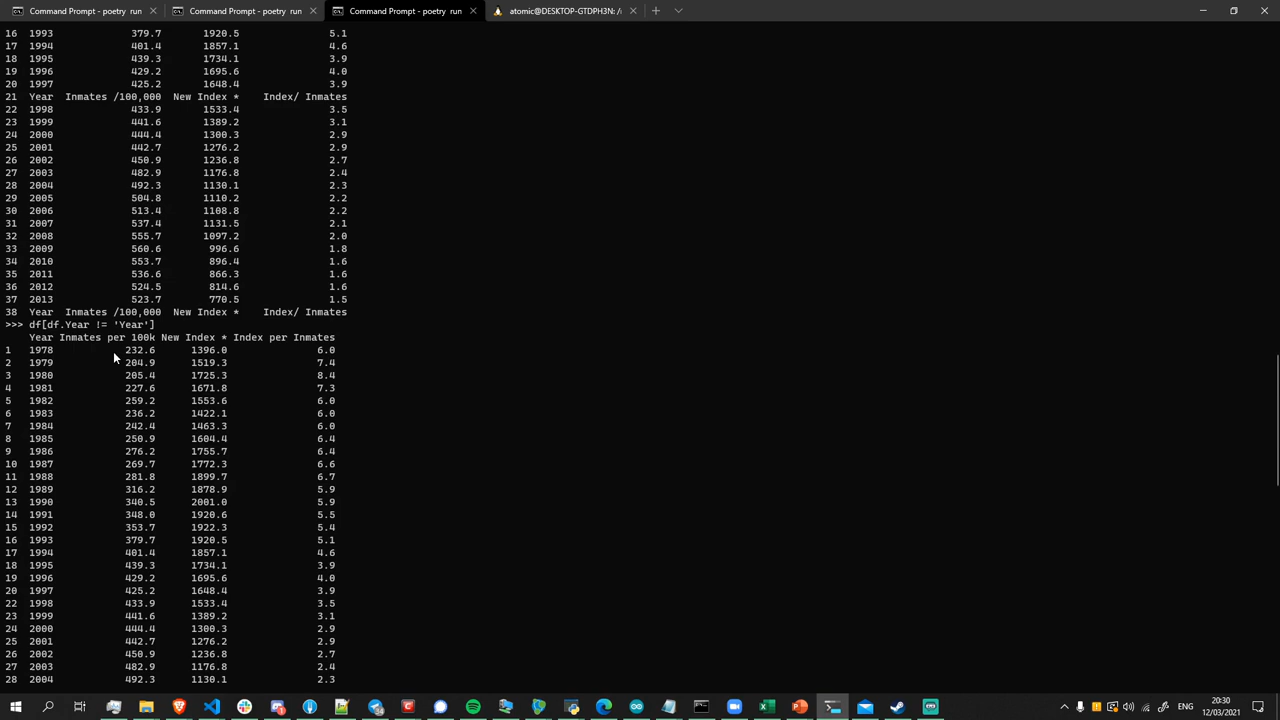 Command Prompt - poetry run
Command Prompt - poetry run
Command Prompt - poetry run
atomic@DESKTOP-GTDPH3N: /
16 1993 379.7 1920.5 5.1
17 1994 401.4 1857.1 4.6
18 1995 439.3 1734.1 3.9
19 1996 429.2 1695.6 4.0
20 1997 425.2 1648.4 3.9
21 Year Inmates /100,000 New Index * Index/ Inmates
22 1998 433.9 1533.4 3.5
23 1999 441.6 1389.2 3.1
24 2000 444.4 1300.3 2.9
25 2001 442.7 1276.2 2.9
26 2002 450.9 1236.8 2.7
27 2003 482.9 1176.8 2.4
28 2004 492.3 1130.1 2.3
29 2005 504.8 1110.2 2.2
30 2006 513.4 1108.8 2.2
31 2007 537.4 1131.5 2.1
32 2008 555.7 1097.2 2.0
33 2009 560.6 996.6 1.8
34 2010 553.7 896.4 1.6
35 2011 536.6 866.3 1.6
36 2012 524.5 814.6 1.6
37 2013 523.7 770.5 1.5
38 Year Inmates /100,000 New Index * Index/ Inmates
>>> df[df.Year != 'Year']
Year Inmates per 100k New Index * Index per Inmates
1 1978 232.6 1396.0 6.0
2 1979 204.9 1519.3 7.4
3 1980 205.4 1725.3 8.4
4 1981 227.6 1671.8 7.3
5 1982 259.2 1553.6 6.0
6 1983 236.2 1422.1 6.0
7 1984 242.4 1463.3 6.0
8 1985 250.9 1604.4 6.4
9 1986 276.2 1755.7 6.4
10 1987 269.7 1772.3 6.6
11 1988 281.8 1899.7 6.7
12 1989 316.2 1878.9 5.9
13 1990 340.5 2001.0 5.9
14 1991 348.0 1920.6 5.5
15 1992 353.7 1922.3 5.4
16 1993 379.7 1920.5 5.1
17 1994 401.4 1857.1 4.6
18 1995 439.3 1734.1 3.9
19 1996 429.2 1695.6 4.0
20 1997 425.2 1648.4 3.9
22 1998 433.9 1533.4 3.5
23 1999 441.6 1389.2 3.1
24 2000 444.4 1300.3 2.9
25 2001 442.7 1276.2 2.9
26 2002 450.9 1236.8 2.7
27 2003 482.9 1176.8 2.4
28 2004 492.3 1130.1 2.3
ENG
20:30
12/03/2021